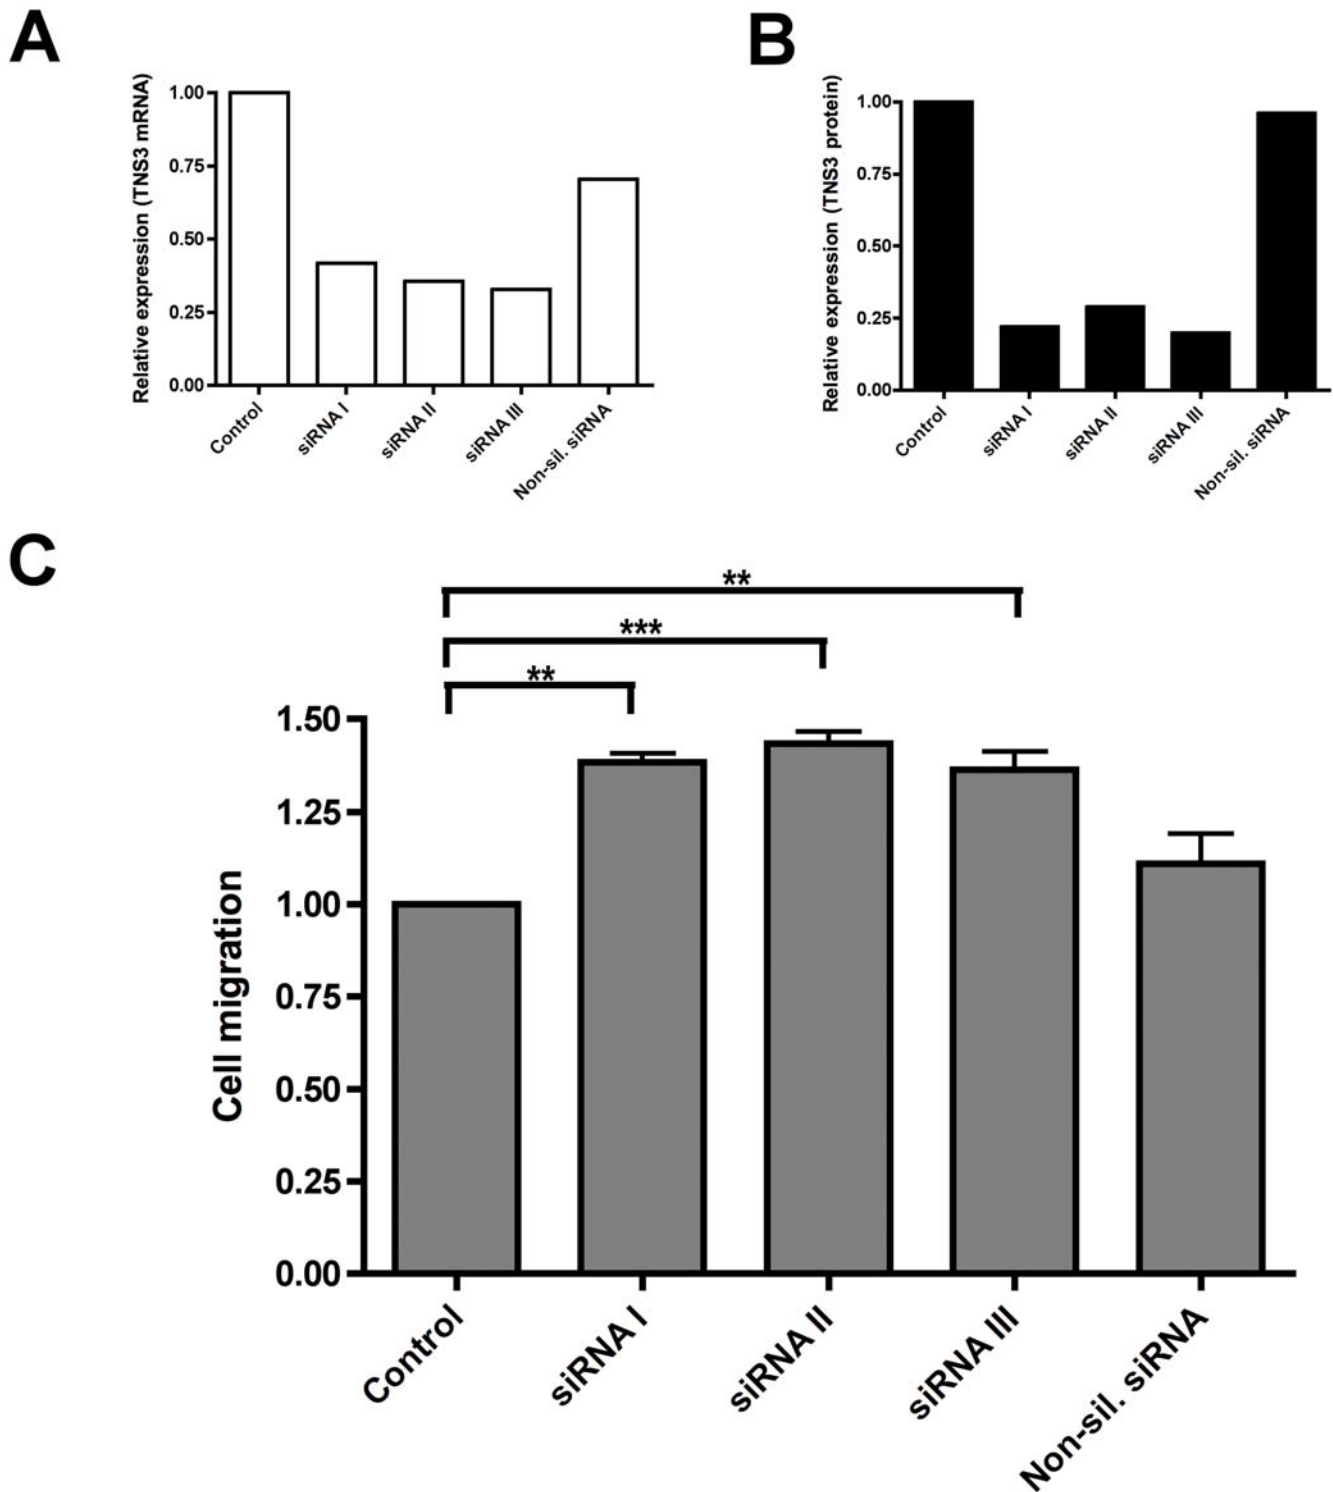 A
Relative expression (TNS3 mRNA)
1.00
0.75
0.50
0.25
0.00
Control
siRNA I
siRNA II
siRNA III
Non-sil. siRNA
B
Relative expression (TNS3 protein)
1.00
0.75
0.50
0.25
0.00
Control
siRNA I
siRNA II
siRNA III
Non-sil. siRNA
C
**
***
**
Cell migration
1.50
1.25
1.00
0.75
0.50
0.25
0.00
Control
siRNA I
siRNA II
siRNA III
Non-sil. siRNA